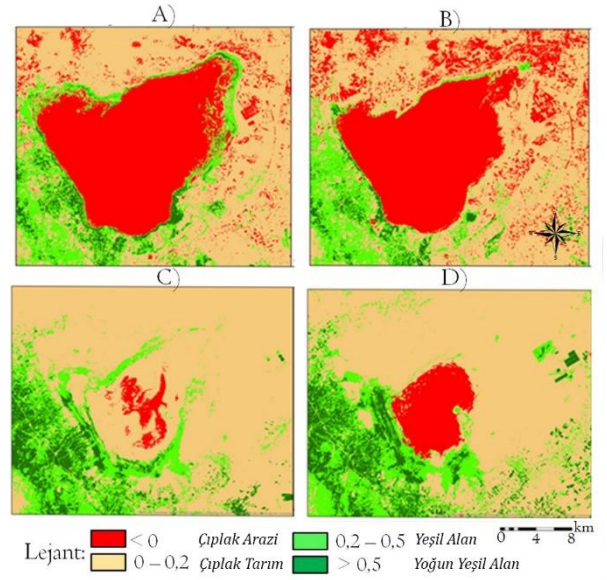 A) B)
C) D)
Lejant: < 0 Çıplak Arazi 0,2 – 0,5 Yeşil Alan
0 – 0,2 Çıplak Tarım > 0,5 Yoğun Yeşil Alan
km
0 4 8